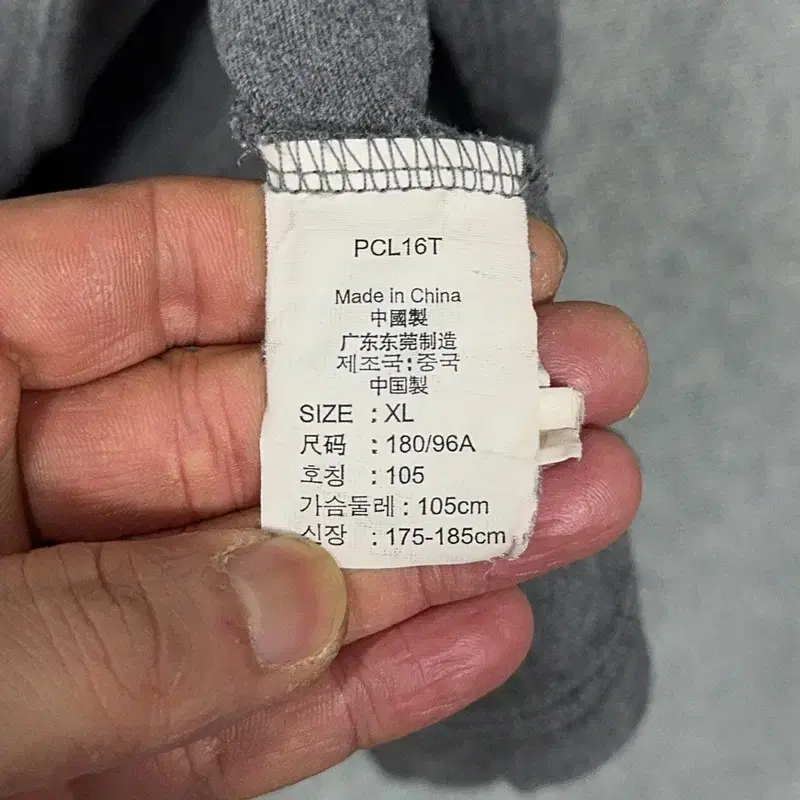 PCL16T
Made in China
中國製
广东东莞制造
제조국:중국
中国製
SIZE : XL
尺码 : 180/96A
호칭 : 105
가슴둘레 : 105cm
신장 : 175-185cm